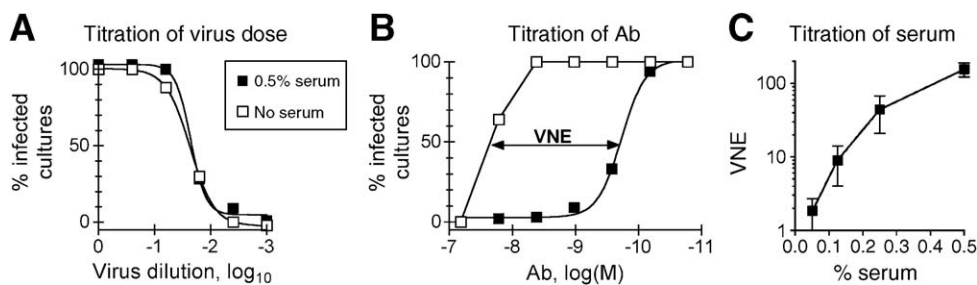 A
Titration of virus dose
% infected
cultures
100
50
0
0.5% serum
No serum
0
-1
-2
-3
Virus dilution, log10
B
Titration of Ab
% infected
cultures
100
50
0
VNE
-7
-8
-9
-10
-11
Ab, log(M)
C
Titration of serum
VNE
100
10
1
0.0
0.1
0.2
0.3
0.4
0.5
% serum